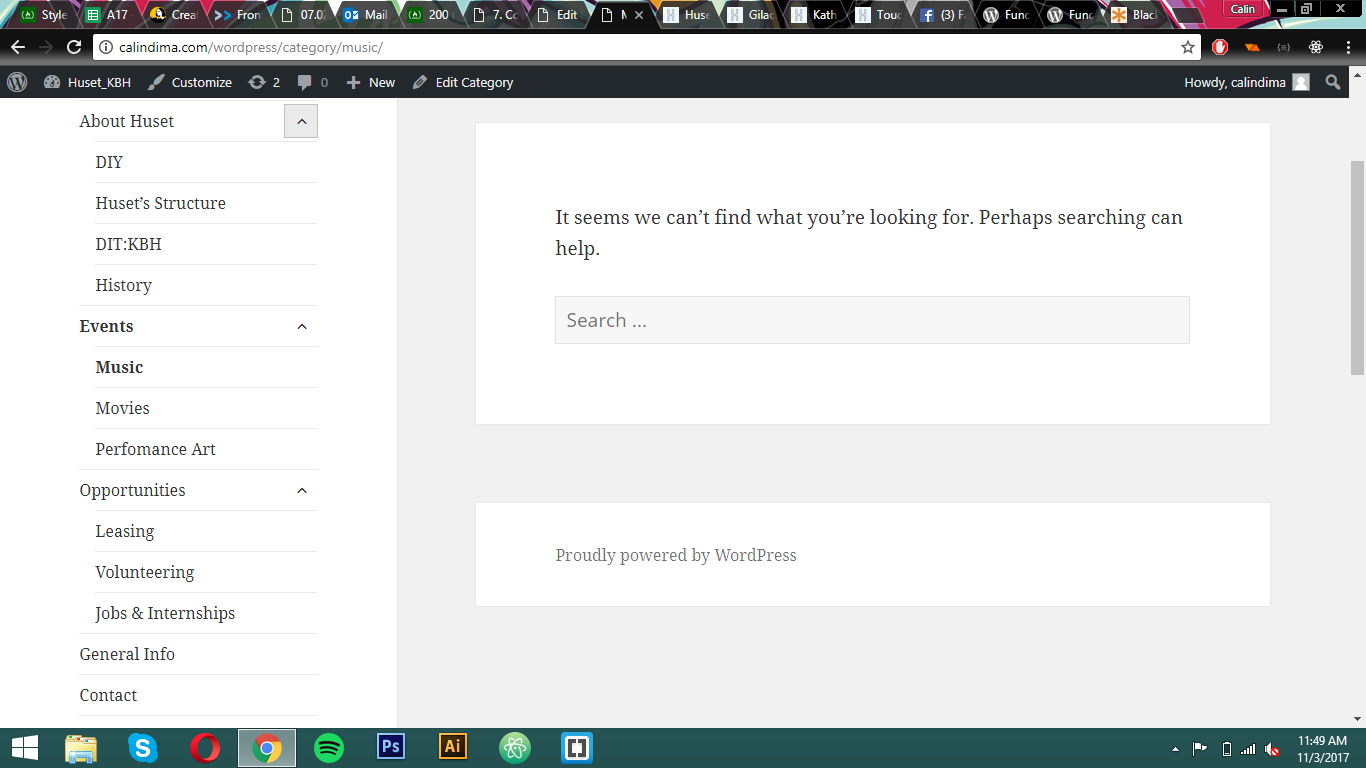 Style
A17 -
Creat
Fron
07.02
Mail
200
7. Co
Edit
M
Huse
Gilad
Kath
Touc
(3) F
Func
Func
Blac
Calin
calindima.com/wordpress/category/music/
Huset_KBH
Customize
2
0
New
Edit Category
Howdy, calindima
About Huset
DIY
Huset’s Structure
DIT:KBH
History
Events
Music
Movies
Perfomance Art
Opportunities
Leasing
Volunteering
Jobs & Internships
General Info
Contact
It seems we can’t find what you’re looking for. Perhaps searching can
help.
Search ...
Proudly powered by WordPress
Ps
Ai
11:49 AM
11/3/2017